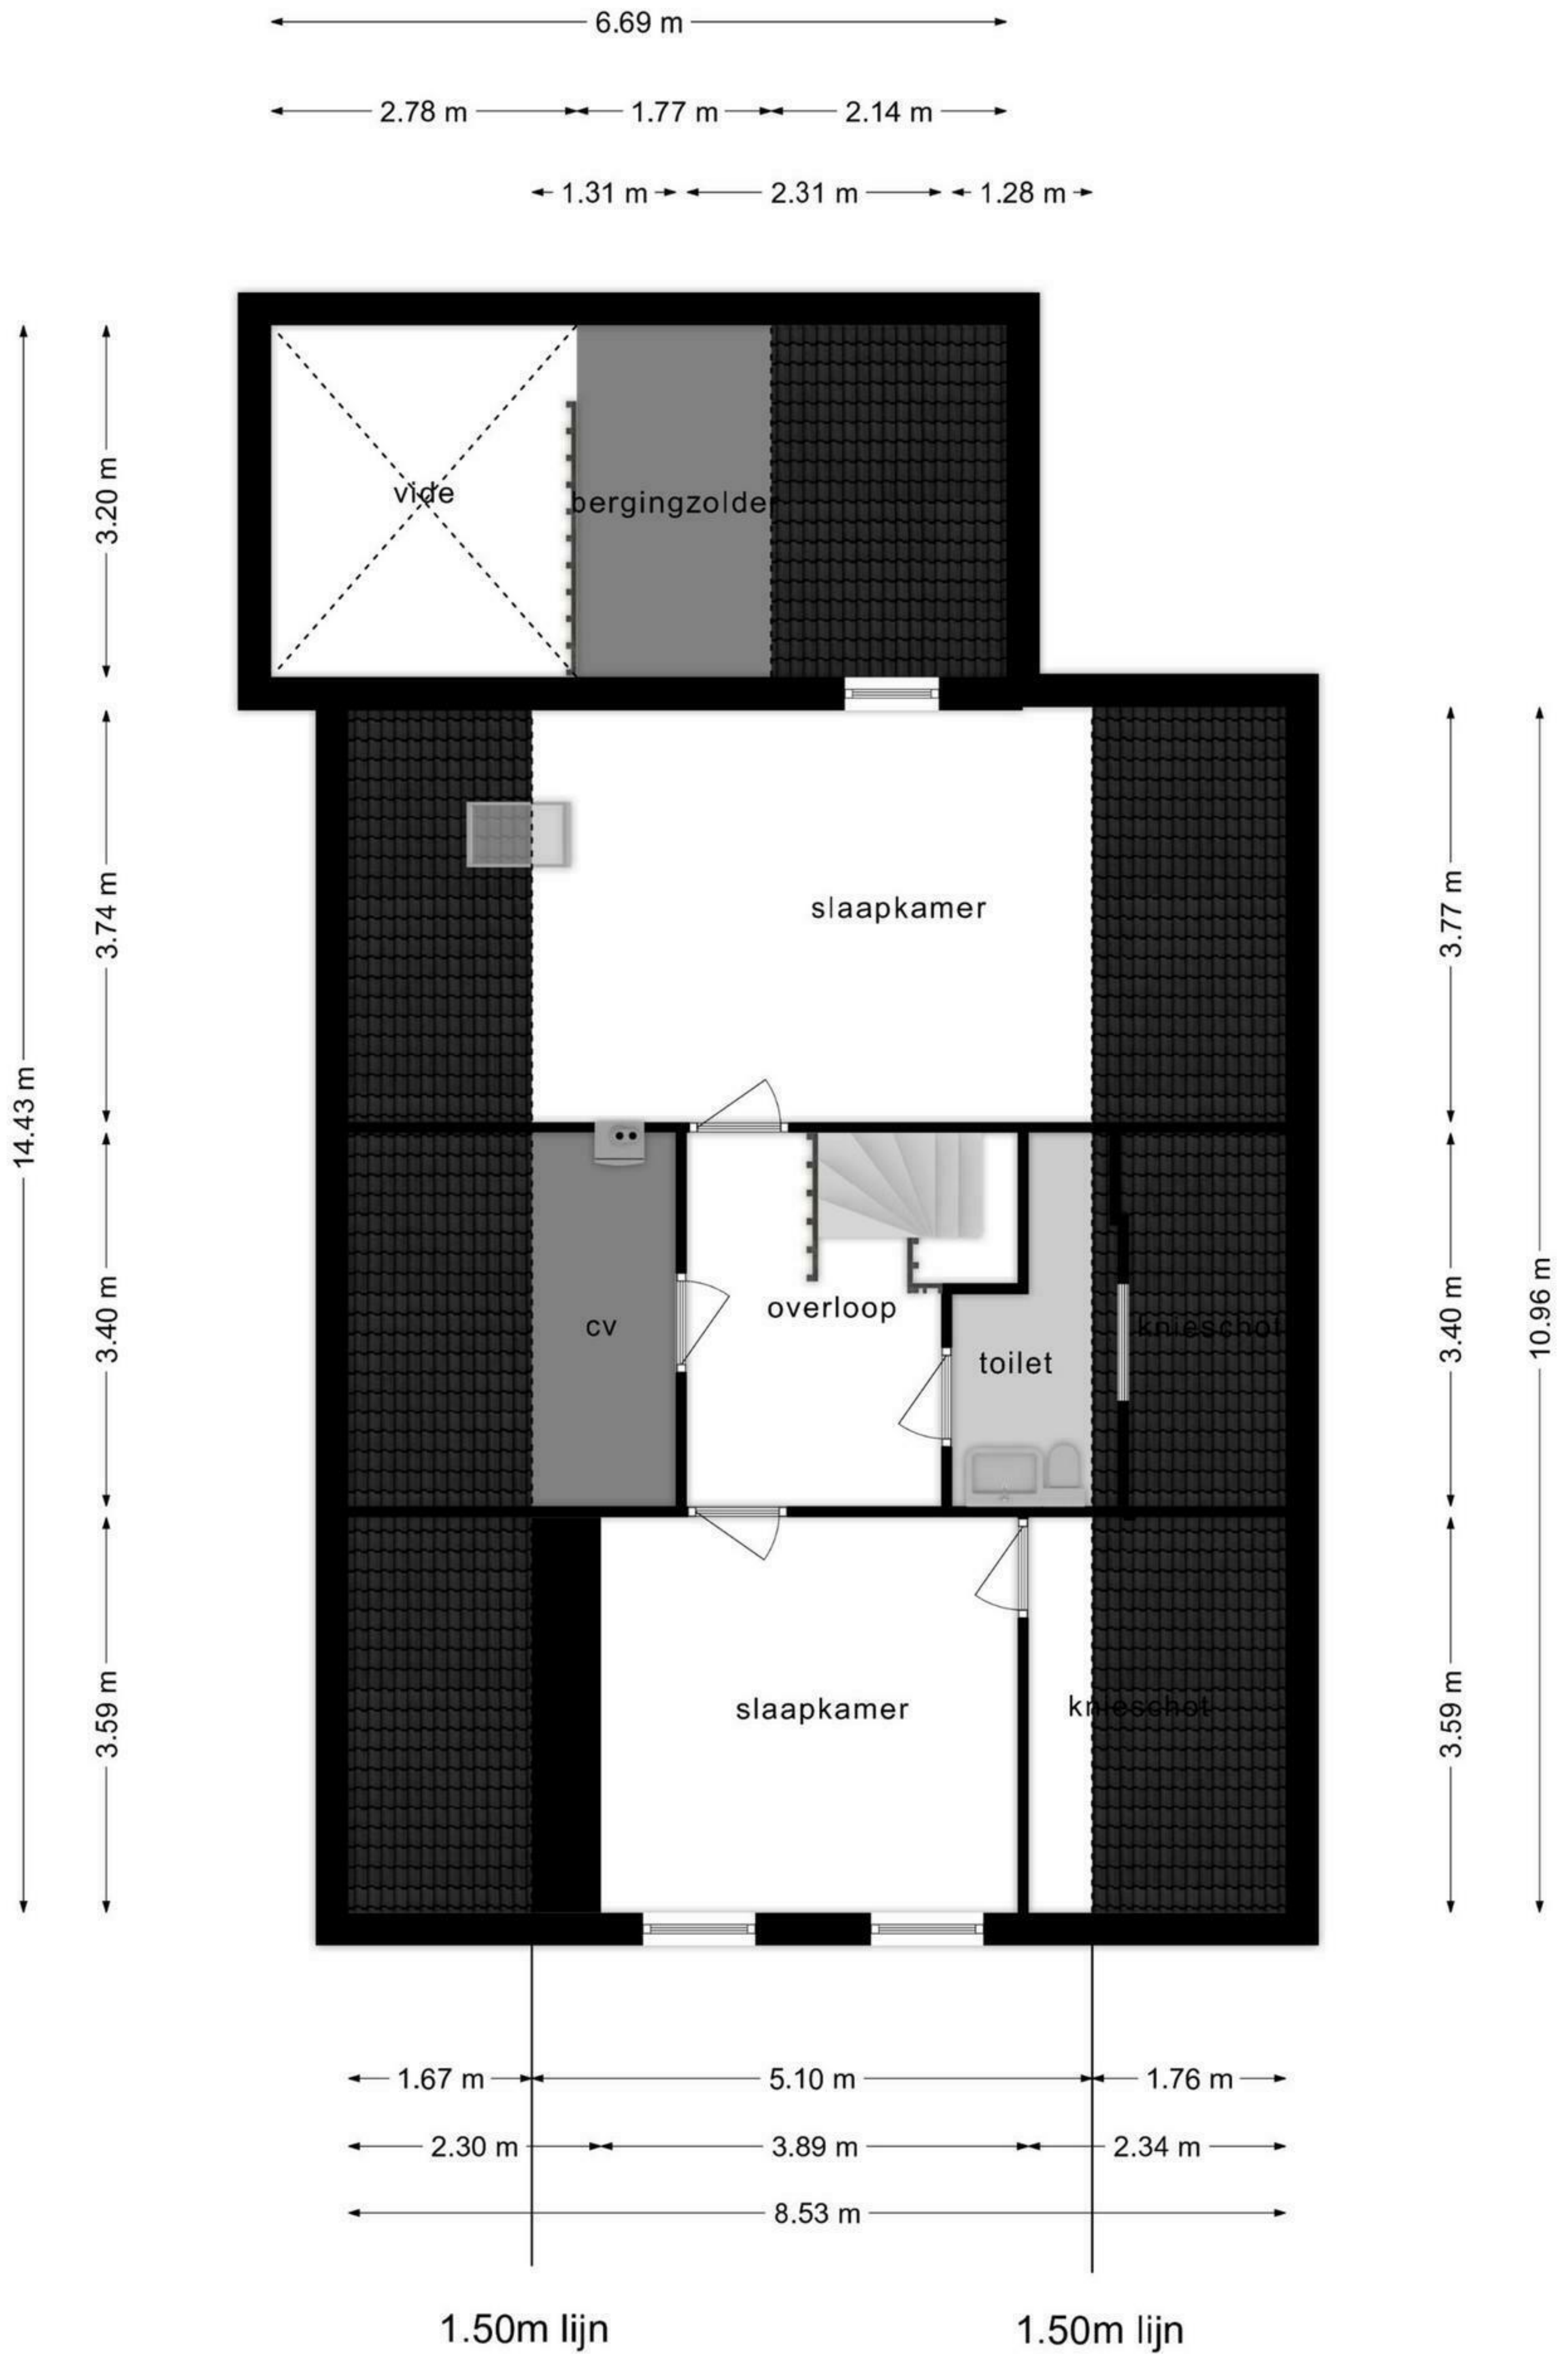 6.69 m
2.78 m 1.77 m 2.14 m
1.31 m 2.31 m 1.28 m
14.43 m
3.20 m
3.74 m
3.40 m
3.59 m
vide
bergingzolder
slaapkamer
cv
overloop
toilet
knieschot
slaapkamer
knieschot
3.77 m
3.40 m
3.59 m
10.96 m
1.67 m 5.10 m 1.76 m
2.30 m 3.89 m 2.34 m
8.53 m
1.50m lijn 1.50m lijn